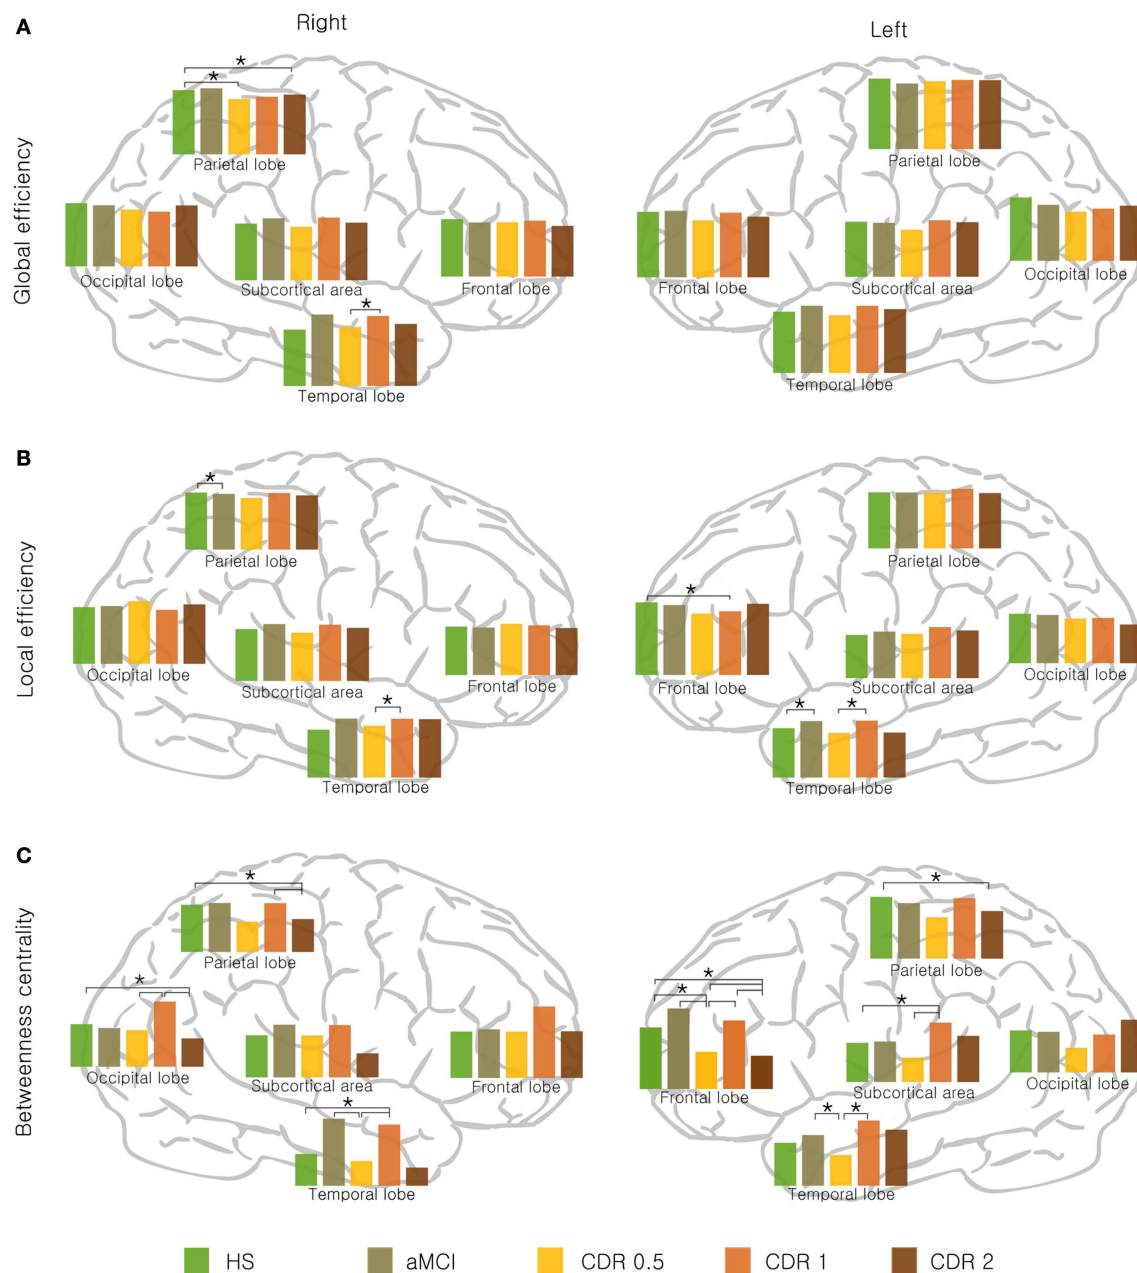 A
Right
Left
Global efficiency
*
*
Parietal lobe
Parietal lobe
Occipital lobe
Subcortical area
Frontal lobe
Frontal lobe
Subcortical area
Occipital lobe
*
Temporal lobe
Temporal lobe
B
Local efficiency
*
Parietal lobe
Parietal lobe
*
Occipital lobe
Subcortical area
Frontal lobe
Frontal lobe
Subcortical area
Occipital lobe
*
* *
Temporal lobe
Temporal lobe
C
Betweenness centrality
*
*
Parietal lobe
Parietal lobe
*
*
*
*
Occipital lobe
Subcortical area
Frontal lobe
Frontal lobe
Subcortical area
Occipital lobe
*
* *
Temporal lobe
Temporal lobe
HS aMCI CDR 0.5 CDR 1 CDR 2